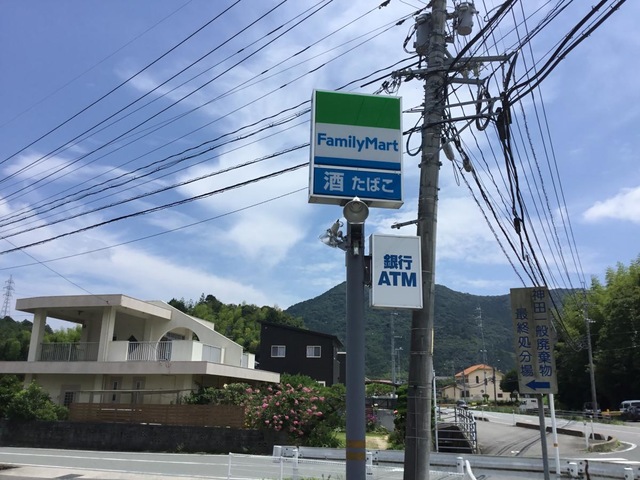 FamilyMart
酒 たばこ
銀行
ATM
神田一般廃棄物
最終処分場